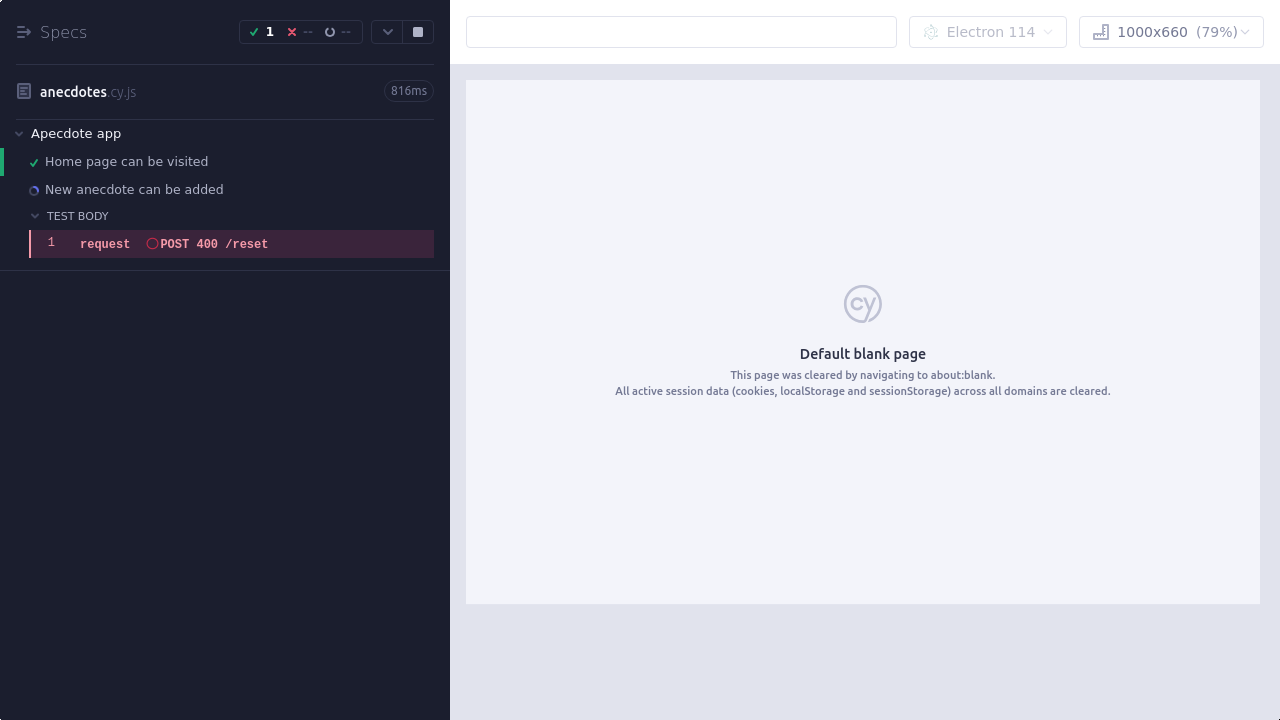 Specs
1
--
--
anecdotes.cy.js
816ms
Apecdote app
Home page can be visited
New anecdote can be added
TEST BODY
1 request POST 400 /reset
Electron 114
1000x660 (79%)
cy
Default blank page
This page was cleared by navigating to about:blank.
All active session data (cookies, localStorage and sessionStorage) across all domains are cleared.